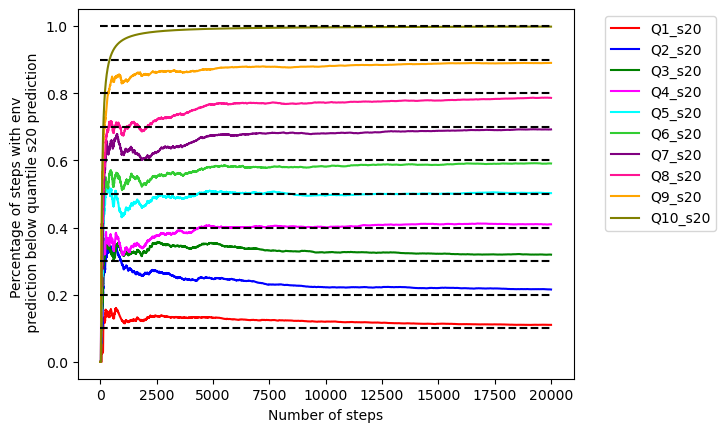 1.0
0.8
0.6
0.4
0.2
0.0
Percentage of steps with env
prediction below quantile s20 prediction
0
2500
5000
7500
10000
12500
15000
17500
20000
Number of steps
Q1_s20
Q2_s20
Q3_s20
Q4_s20
Q5_s20
Q6_s20
Q7_s20
Q8_s20
Q9_s20
Q10_s20